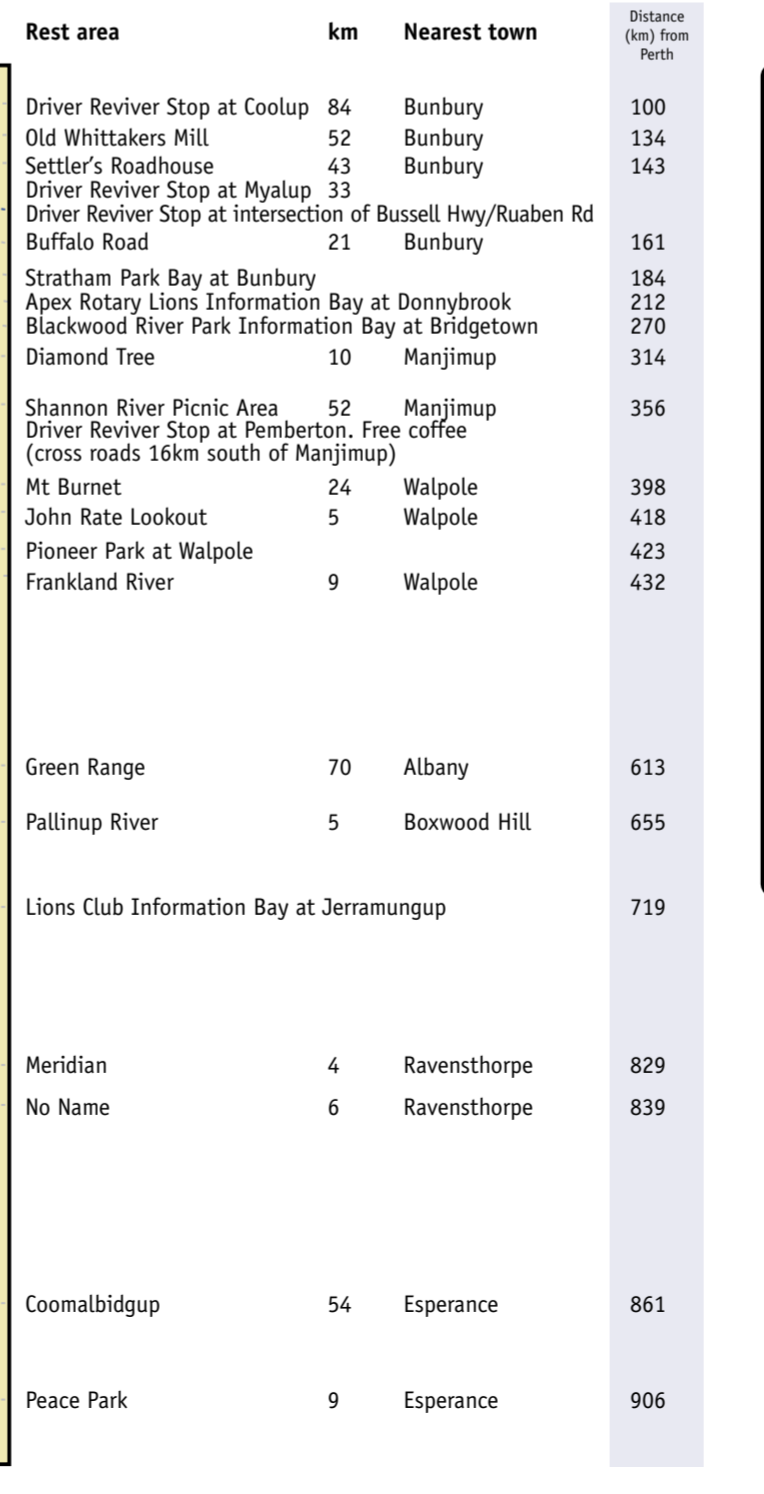 Rest area km Nearest town Distance
(km) from
Perth
Driver Reviver Stop at Coolup 84 Bunbury 100
Old Whittakers Mill 52 Bunbury 134
Settler's Roadhouse 43 Bunbury 143
Driver Reviver Stop at Myalup 33
Driver Reviver Stop at intersection of Bussell Hwy/Ruaben Rd
Buffalo Road 21 Bunbury 161
Stratham Park Bay at Bunbury 184
Apex Rotary Lions Information Bay at Donnybrook 212
Blackwood River Park Information Bay at Bridgetown 270
Diamond Tree 10 Manjimup 314
Shannon River Picnic Area 52 Manjimup 356
Driver Reviver Stop at Pemberton. Free coffee
(cross roads 16km south of Manjimup)
Mt Burnet 24 Walpole 398
John Rate Lookout 5 Walpole 418
Pioneer Park at Walpole 423
Frankland River 9 Walpole 432
Green Range 70 Albany 613
Pallinup River 5 Boxwood Hill 655
Lions Club Information Bay at Jerramungup 719
Meridian 4 Ravensthorpe 829
No Name 6 Ravensthorpe 839
Coomalbidgup 54 Esperance 861
Peace Park 9 Esperance 906